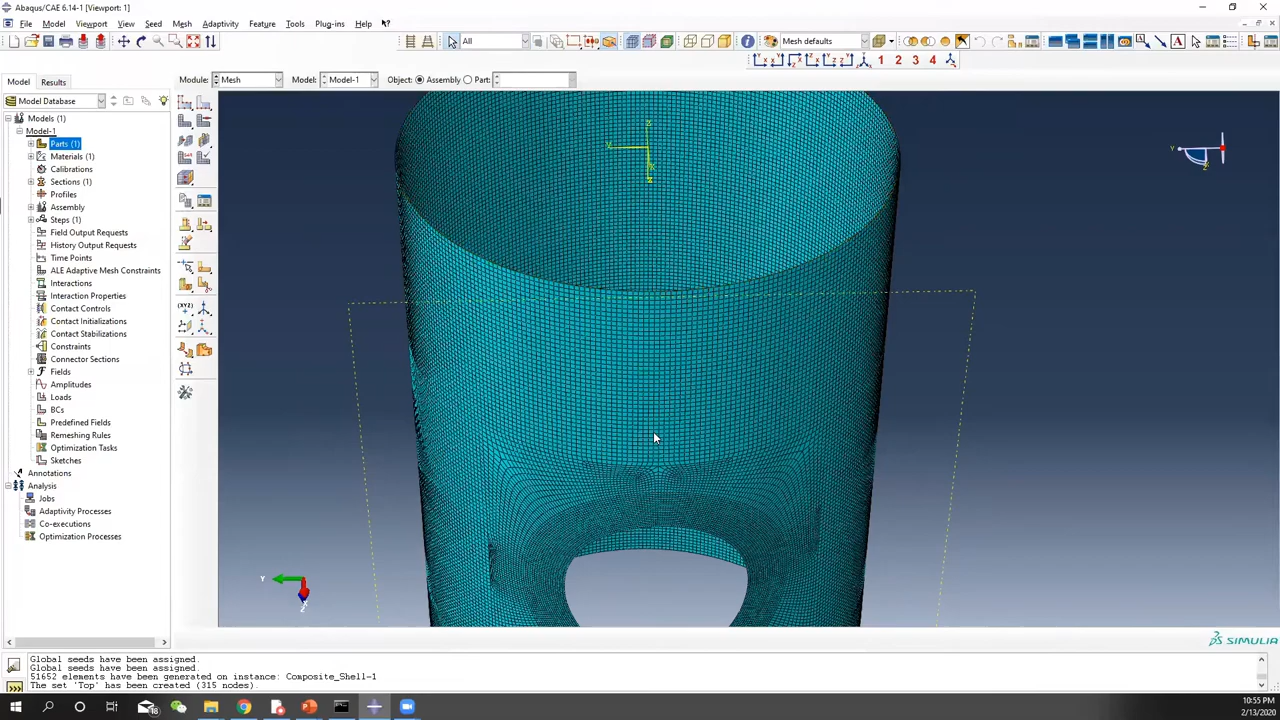 Abaqus/CAE 6.14-1 [Viewport: 1]
File Model Viewport View Seed Mesh Adaptivity Feature Tools Plug-ins Help
All
Mesh defaults
1 2 3 4
Model Results
Module: Mesh Model: Model-1 Object: Assembly Part:
Model Database
Models (1)
Model-1
Parts (1)
Materials (1)
Calibrations
Sections (1)
Profiles
Assembly
Steps (1)
Field Output Requests
History Output Requests
Time Points
ALE Adaptive Mesh Constraints
Interactions
Interaction Properties
Contact Controls
Contact Initializations
Contact Stabilizations
Constraints
Connector Sections
Fields
Amplitudes
Loads
BCs
Predefined Fields
Remeshing Rules
Optimization Tasks
Sketches
Annotations
Analysis
Jobs
Adaptivity Processes
Co-executions
Optimization Processes
Y
Y
SIMULIA
Global seeds have been assigned.
Global seeds have been assigned.
51652 elements have been generated on instance: Composite_Shell-1
The set 'Top' has been created (315 nodes).
10:55 PM
2/13/2020